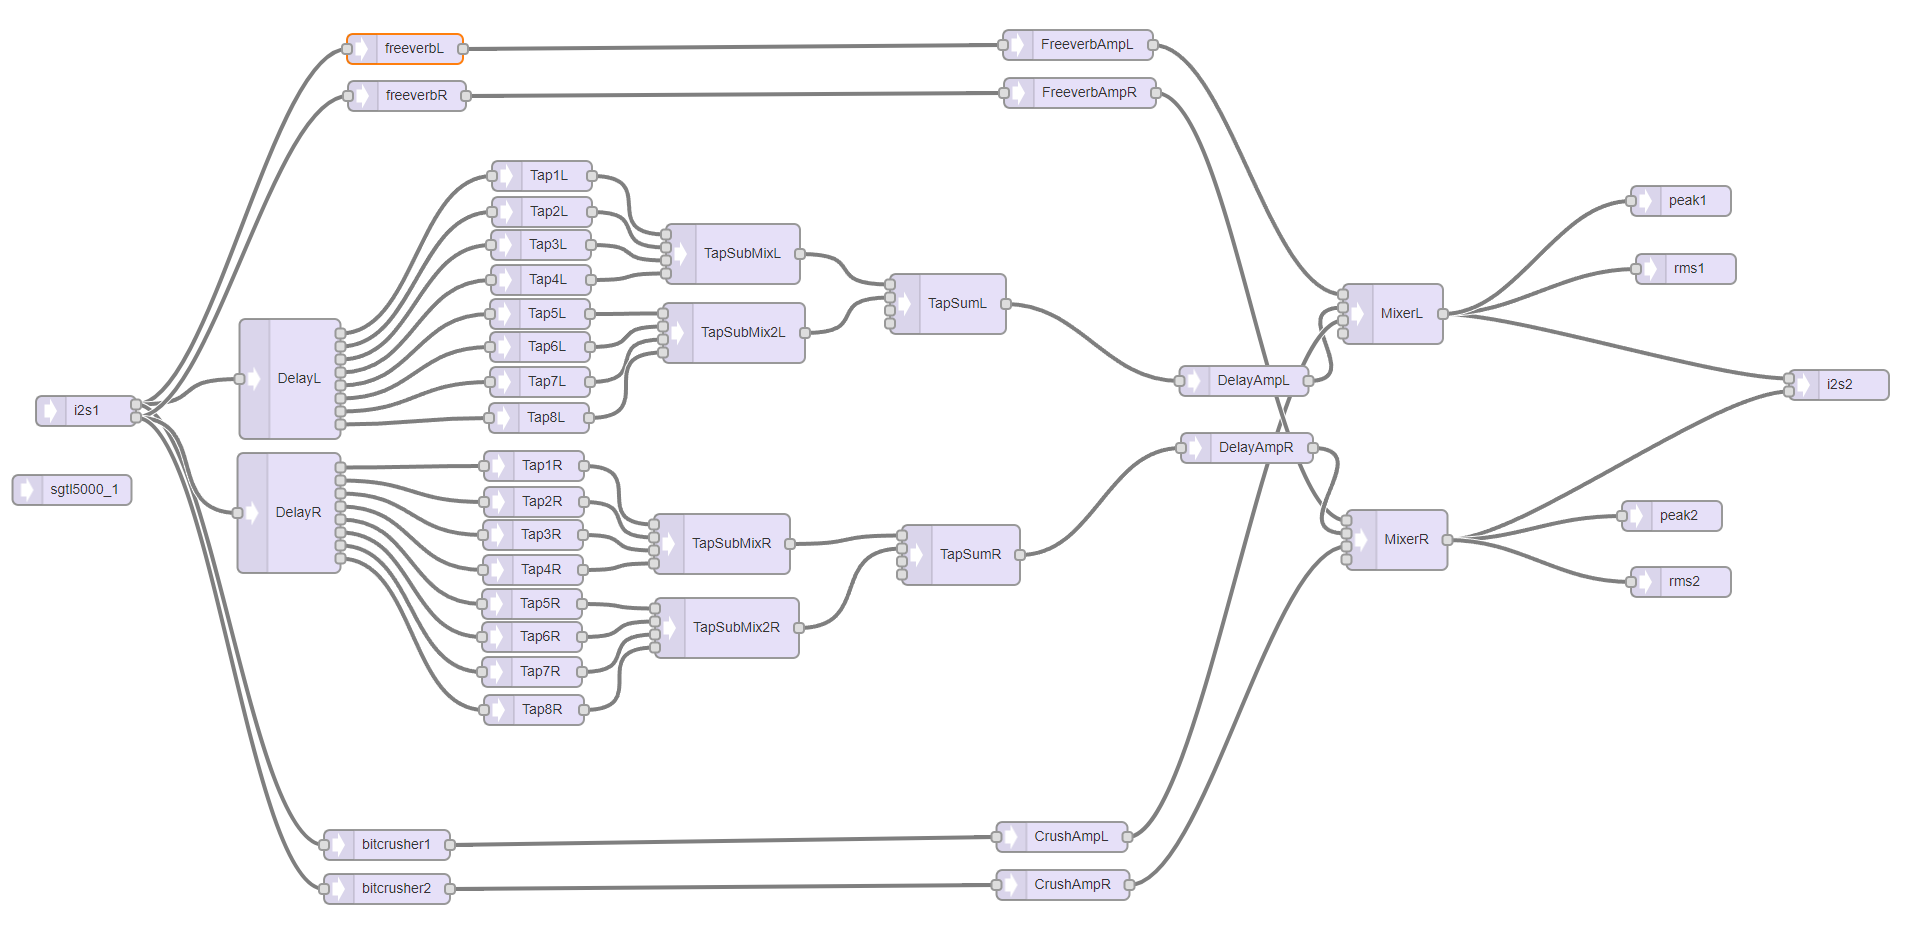 freeverbL
FreeverbAmpL
freeverbR
FreeverbAmpR
Tap1L
Tap2L
Tap3L
Tap4L
Tap5L
Tap6L
Tap7L
Tap8L
TapSubMixL
TapSubMix2L
TapSumL
DelayL
DelayAmpL
MixerL
peak1
rms1
i2s1
i2s2
sgtl5000_1
DelayR
Tap1R
Tap2R
Tap3R
Tap4R
Tap5R
Tap6R
Tap7R
Tap8R
TapSubMixR
TapSubMix2R
TapSumR
DelayAmpR
MixerR
peak2
rms2
bitcrusher1
CrushAmpL
bitcrusher2
CrushAmpR